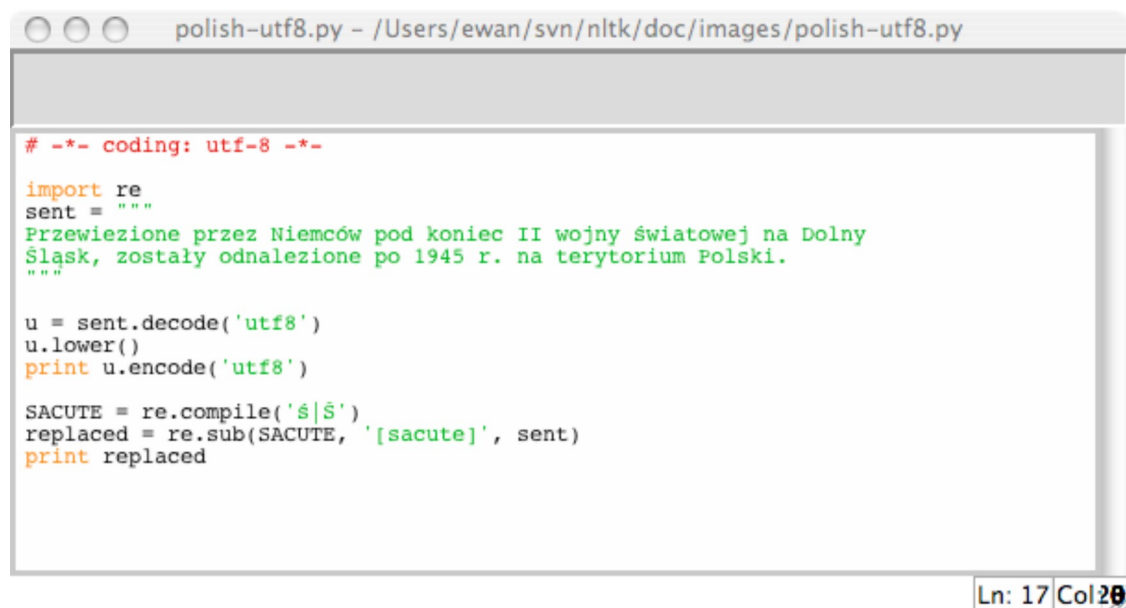 polish-utf8.py – /Users/ewan/svn/nltk/doc/images/polish-utf8.py
# -*- coding: utf-8 -*-
import re
sent = """
Przewiezione przez Niemców pod koniec II wojny światowej na Dolny
Śląsk, zostały odnalezione po 1945 r. na terytorium Polski.
"""
u = sent.decode('utf8')
u.lower()
print u.encode('utf8')
SACUTE = re.compile('ś|Ś')
replaced = re.sub(SACUTE, '[sacute]', sent)
print replaced
Ln: 17 Col